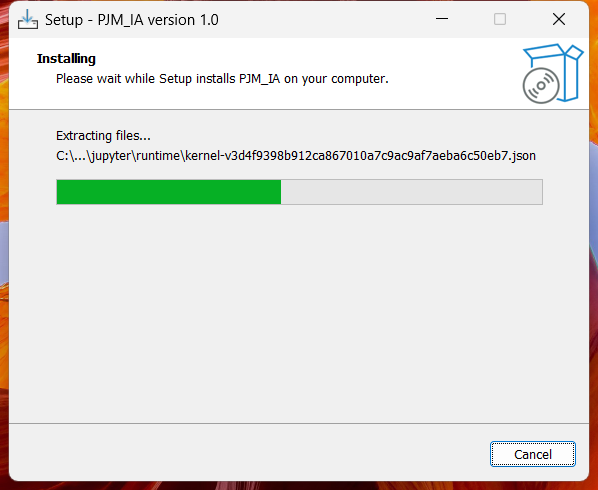 Setup - PJM_IA version 1.0
Installing
Please wait while Setup installs PJM_IA on your computer.
Extracting files...
C:\...\jupyter\runtime\kernel-v3d4f9398b912ca867010a7c9ac9af7aeba6c50eb7.json
Cancel